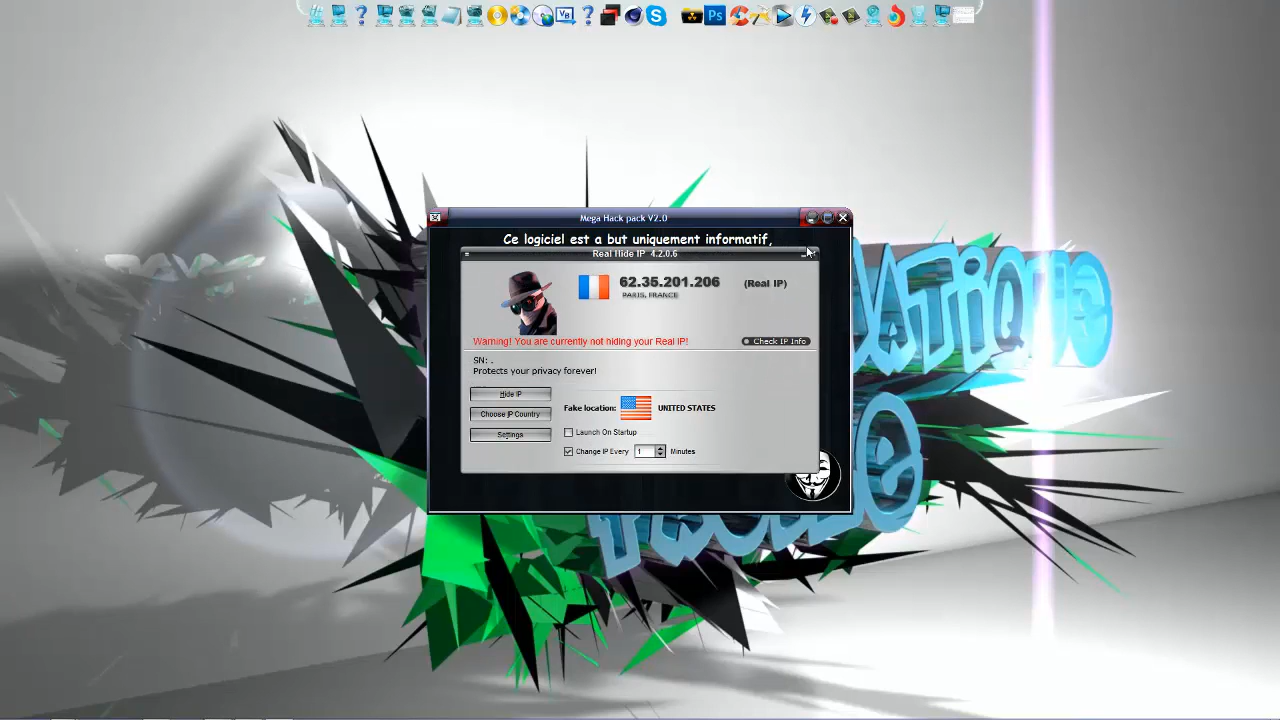 VB
Ps
Mega Hack pack V2.0
Ce logiciel est a but uniquement informatif,
Real Hide IP 4.2.0.6
62.35.201.206 (Real IP)
PARIS, FRANCE
Warning! You are currently not hiding your Real IP!
Check IP Info
SN: .
Protects your privacy forever!
Hide IP
Choose IP Country
Settings
Fake location: UNITED STATES
Launch On Startup
Change IP Every 1 Minutes